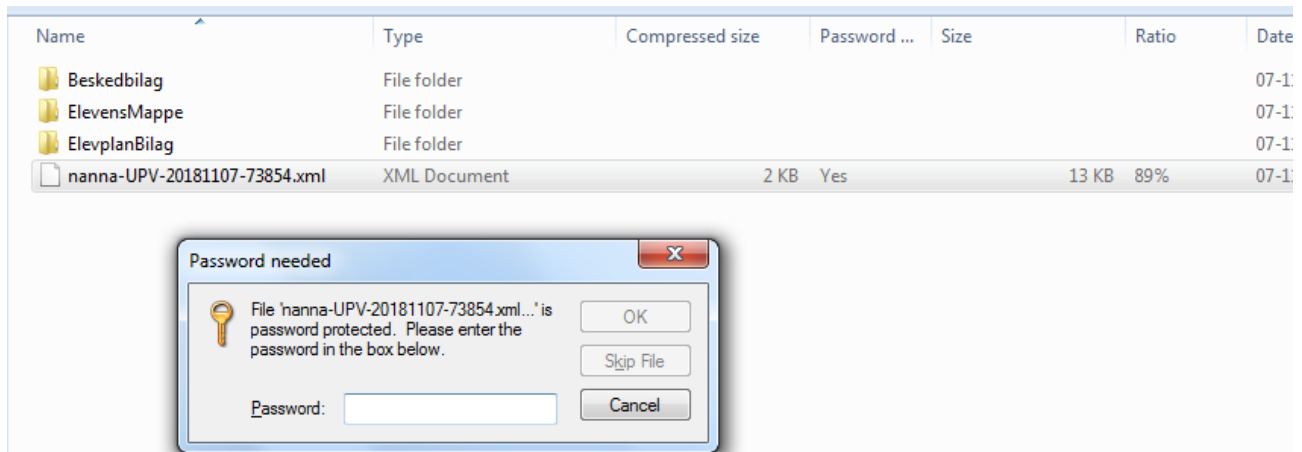 Name Type Compressed size Password ... Size Ratio Date
Beskedbilag File folder 07-1
ElevensMappe File folder 07-1
ElevplanBilag File folder 07-1
nanna-UPV-20181107-73854.xml XML Document 2 KB Yes 13 KB 89% 07-1
Password needed
File 'nanna-UPV-20181107-73854.xml...' is
password protected. Please enter the
password in the box below.
OK
Skip File
Password:
Cancel